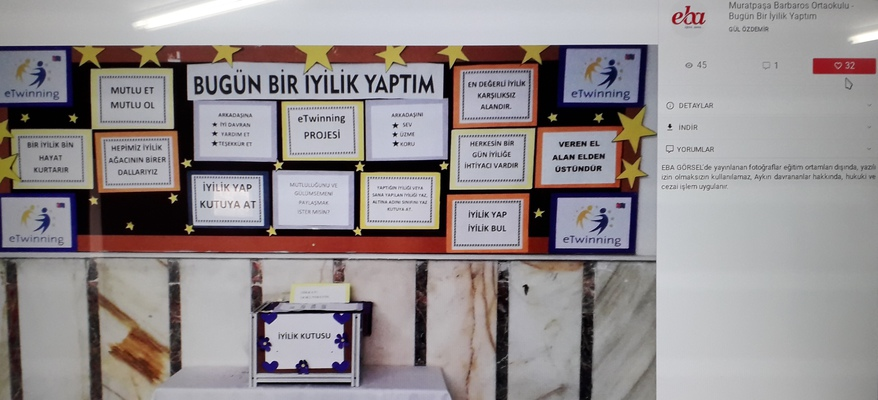 eTwinning
MUTLU ET
MUTLU OL
BUGÜN BİR İYİLİK YAPTIM
EN DEĞERLİ İYİLİK
KARŞILIKSIZ
ALANDIR.
eTwinning
BİR İYİLİK BİN
HAYAT
KURTARIR
HEPİMİZ İYİLİK
AĞACININ BİRER
DALLARIYIZ
ARKADAŞINA
İYİ DAVRAN
YARDIM ET
TEŞEKKÜR ET
eTwinning
PROJESİ
ARKADAŞINI
SEV
ÜZME
KORU
HERKESİN BİR
GÜN İYİLİĞE
İHTİYACI VARDIR
VEREN EL
ALAN ELDEN
ÜSTÜNDÜR
eTwinning
İYİLİK YAP
KUTUYA AT
MUTLULUĞUNU VE
GÜLÜMSEMENİ
PAYLAŞMAK
İSTER MİSİN?
YAPTIĞIN İYİLİĞİ VEYA
SANA YAPILAN İYİLİĞİ YAZ,
ALTINA ADINI SINIFINI YAZ
KUTUYA AT.
İYİLİK YAP
İYİLİK BUL
eTwinning
İYİLİK KUTUSU
eba
Muratpaşa Barbaros Ortaokulu -
Bugün Bir İyilik Yaptım
GÜL ÖZDEMİR
45
1
32
DETAYLAR
İNDİR
YORUMLAR
EBA GÖRSEL'de yayınlanan fotoğraflar eğitim ortamları dışında, yazılı
izin olmaksızın kullanılamaz, Aykırı davrananlar hakkında, hukuki ve
cezai işlem uygulanır.